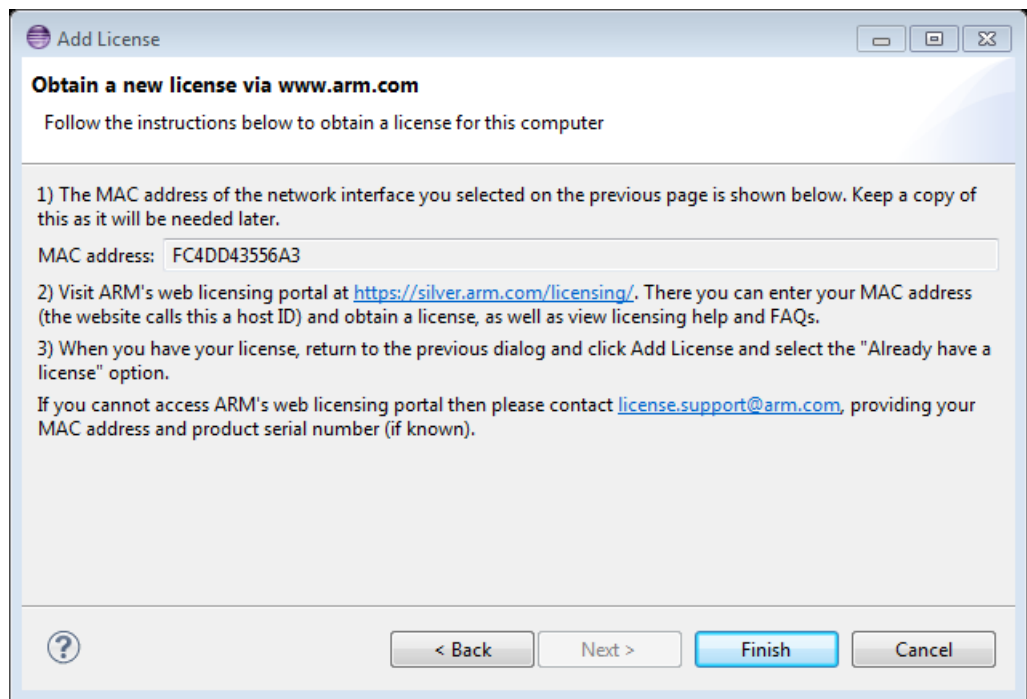 Add License
Obtain a new license via www.arm.com
Follow the instructions below to obtain a license for this computer
1) The MAC address of the network interface you selected on the previous page is shown below. Keep a copy of
this as it will be needed later.
MAC address: FC4DD43556A3
2) Visit ARM's web licensing portal at https://silver.arm.com/licensing/. There you can enter your MAC address
(the website calls this a host ID) and obtain a license, as well as view licensing help and FAQs.
3) When you have your license, return to the previous dialog and click Add License and select the "Already have a
license" option.
If you cannot access ARM's web licensing portal then please contact license.support@arm.com, providing your
MAC address and product serial number (if known).
? < Back Next > Finish Cancel